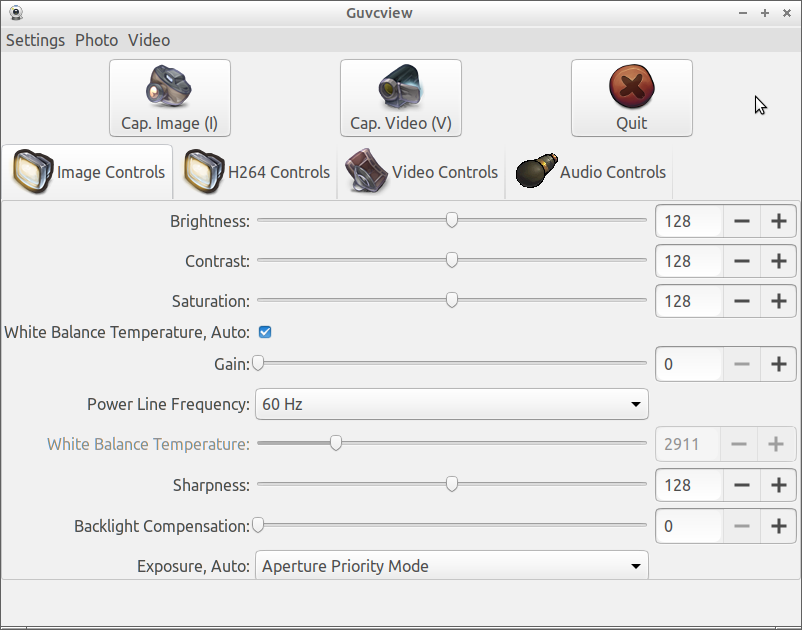 Guvcview
Settings Photo Video
Cap. Image (I) Cap. Video (V) Quit
Image Controls H264 Controls Video Controls Audio Controls
Brightness: 128
Contrast: 128
Saturation: 128
White Balance Temperature, Auto:
Gain: 0
Power Line Frequency: 60 Hz
White Balance Temperature: 2911
Sharpness: 128
Backlight Compensation: 0
Exposure, Auto: Aperture Priority Mode